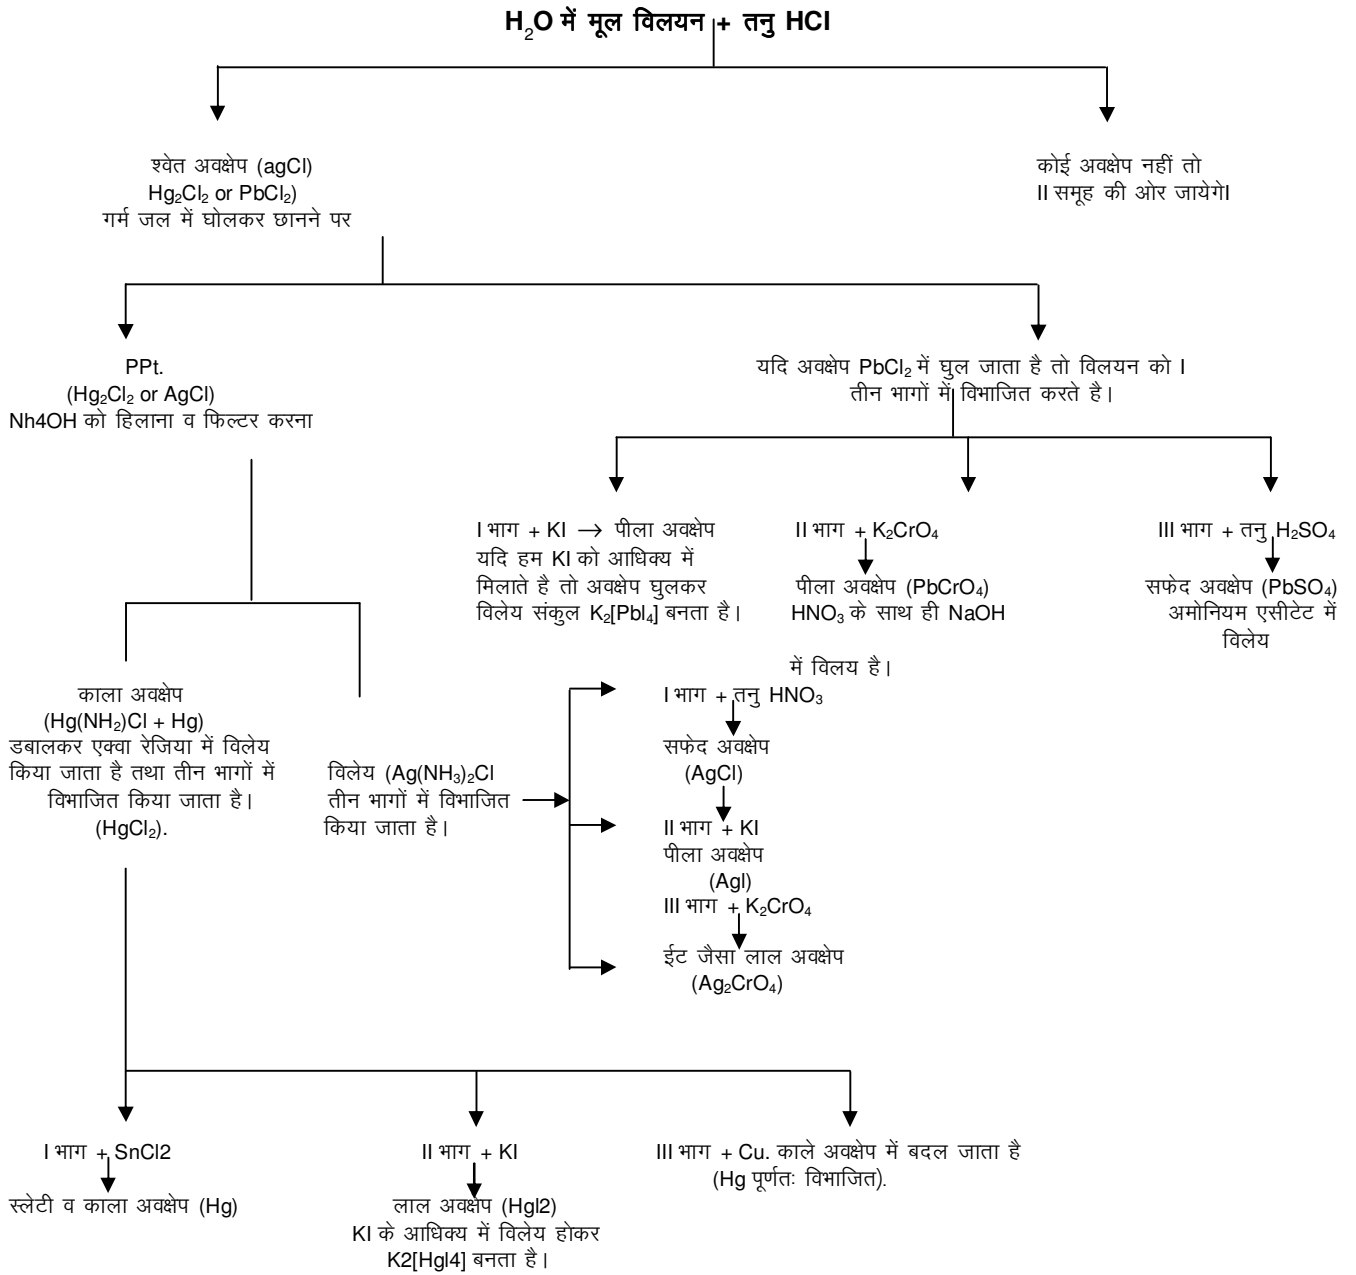 H₂O में मूल विलयन + तनु HCl
श्वेत अवक्षेप (agCl)
Hg₂Cl₂ or PbCl₂)
गर्म जल में घोलकर छानने पर
कोई अवक्षेप नहीं तो
II समूह की ओर जायेगे।
PPt.
(Hg₂Cl₂ or AgCl)
Nh4OH को हिलाना व फिल्टर करना
यदि अवक्षेप PbCl₂ में घुल जाता है तो विलयन को I
तीन भागों में विभाजित करते है।
I भाग + KI → पीला अवक्षेप
यदि हम KI को आधिक्य में
मिलाते है तो अवक्षेप घुलकर
विलेय संकुल K₂[PbI₄] बनता है।
II भाग + K₂CrO₄
पीला अवक्षेप (PbCrO₄)
HNO₃ के साथ ही NaOH
में विलय है।
III भाग + तनु H₂SO₄
सफेद अवक्षेप (PbSO₄)
अमोनियम एसीटेट में
विलेय
काला अवक्षेप
(Hg(NH₂)Cl + Hg)
डबालकर एक्वा रेजिया में विलेय
किया जाता है तथा तीन भागों में
विभाजित किया जाता है।
(HgCl₂).
विलेय (Ag(NH₃)₂Cl
तीन भागों में विभाजित
किया जाता है।
I भाग + तनु HNO₃
सफेद अवक्षेप
(AgCl)
II भाग + KI
पीला अवक्षेप
(AgI)
III भाग + K₂CrO₄
ईट जैसा लाल अवक्षेप
(Ag₂CrO₄)
I भाग + SnCl2
स्लेटी व काला अवक्षेप (Hg)
II भाग + KI
लाल अवक्षेप (HgI2)
KI के आधिक्य में विलेय होकर
K2[HgI4] बनता है।
III भाग + Cu. काले अवक्षेप में बदल जाता है
(Hg पूर्णतः विभाजित).